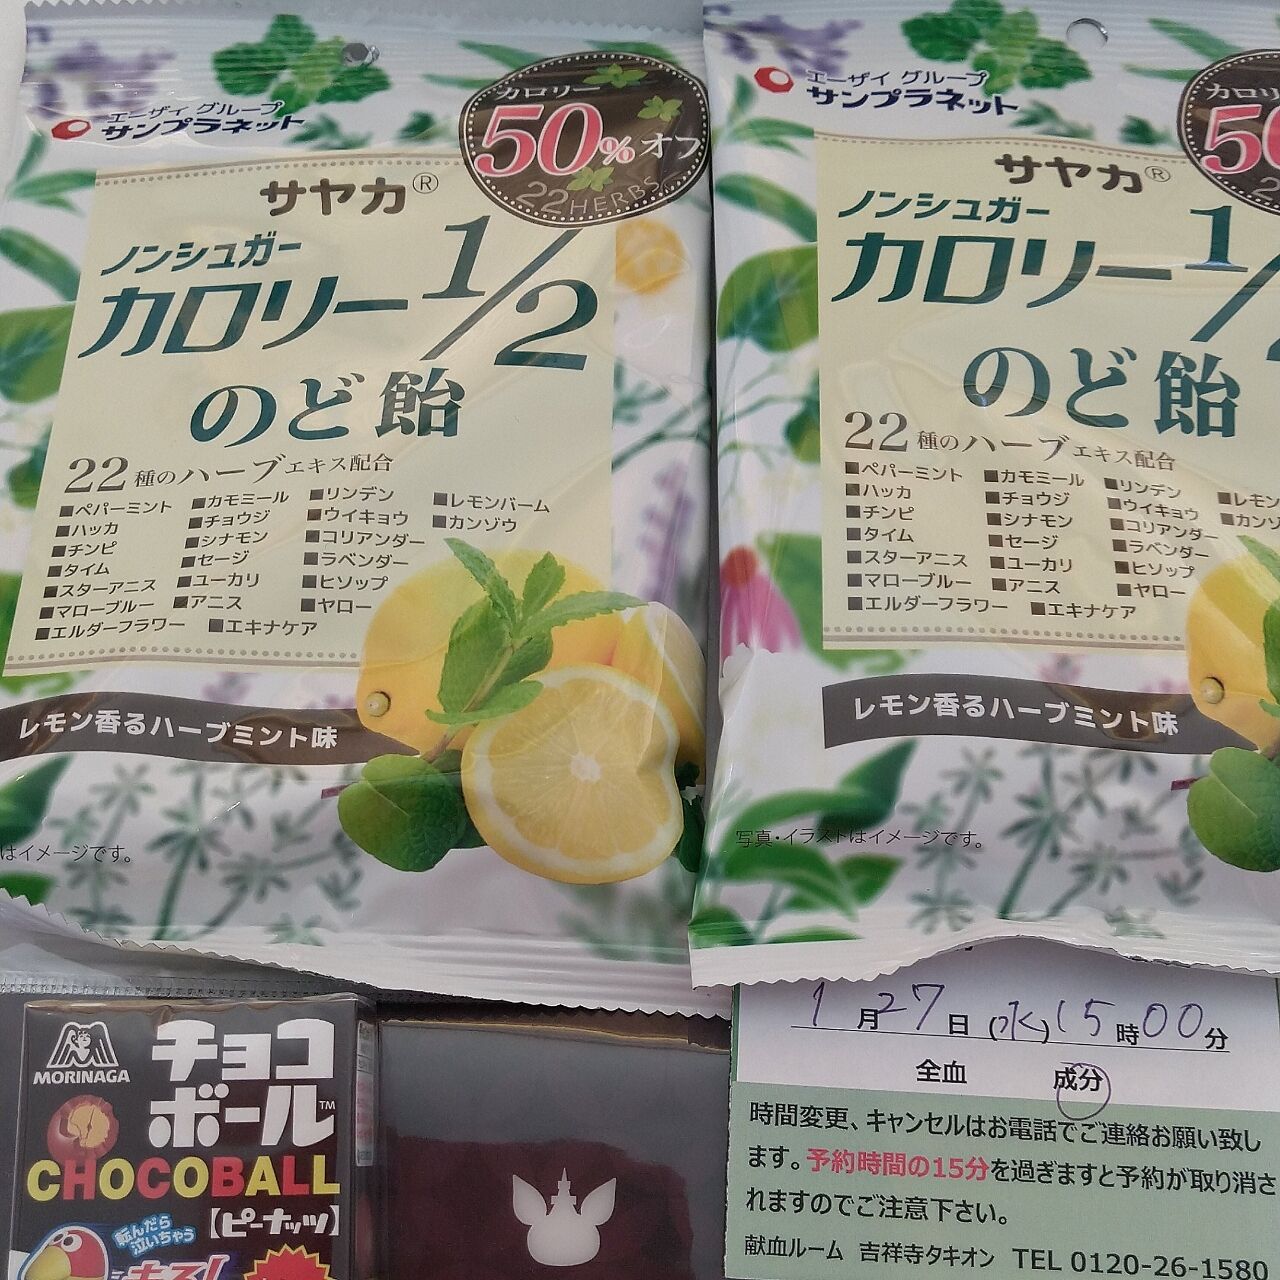 エーザイ グループ
サンプラネット
カロリー
50%オフ
22HERBS
サヤカ®
ノンシュガー
カロリー1/2
のど飴
22種のハーブエキス配合
■ペパーミント ■カモミール ■リンデン ■レモンバーム
■ハッカ ■チョウジ ■ウイキョウ ■カンゾウ
■チンピ ■シナモン ■コリアンダー
■タイム ■セージ ■ラベンダー
■スターアニス ■ユーカリ ■ヒソップ
■マローブルー ■アニス ■ヤロー
■エルダーフラワー ■エキナケア
レモン香るハーブミント味
はイメージです。
エーザイ グループ
サンプラネット
カロリ
50
サヤカ®
ノンシュガー
カロリー1/2
のど飴
22種のハーブエキス配合
■ペパーミント ■カモミール ■リンデン ■レモン
■ハッカ ■チョウジ ■ウイキョウ ■カンゾ
■チンピ ■シナモン ■コリアンダー
■タイム ■セージ ■ラベンダー
■スターアニス ■ユーカリ ■ヒソップ
■マローブルー ■アニス ■ヤロー
■エルダーフラワー ■エキナケア
レモン香るハーブミント味
写真・イラストはイメージです。
MORINAGA
チョコ
ボール™
CHOCOBALL
【ピーナッツ】
転んだら
泣いちゃう
1月27日(水)15時00分
全血 成分
時間変更、キャンセルはお電話でご連絡お願い致し
ます。予約時間の15分を過ぎますと予約が取り消さ
れますのでご注意下さい。
献血ルーム 吉祥寺タキオン TEL 0120-26-1580